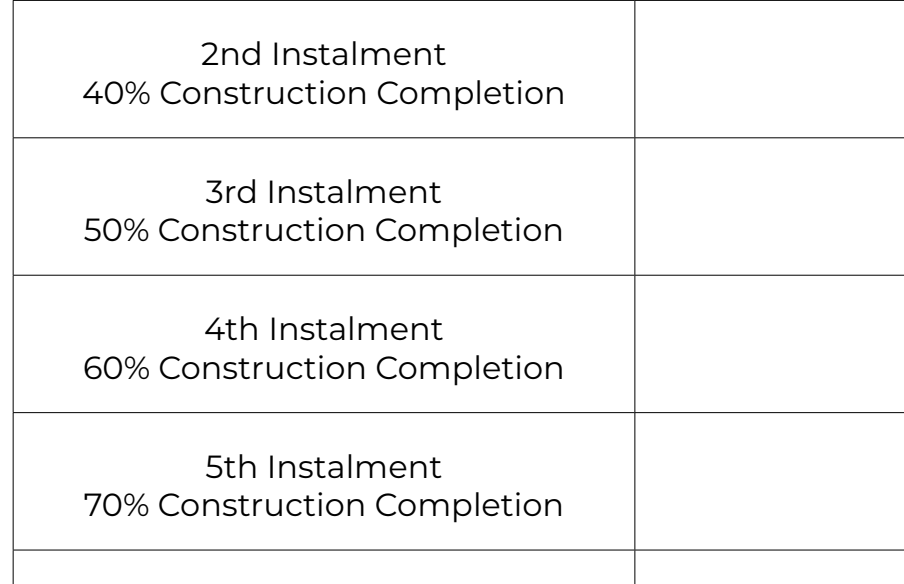 2nd Instalment
40% Construction Completion
3rd Instalment
50% Construction Completion
4th Instalment
60% Construction Completion
5th Instalment
70% Construction Completion